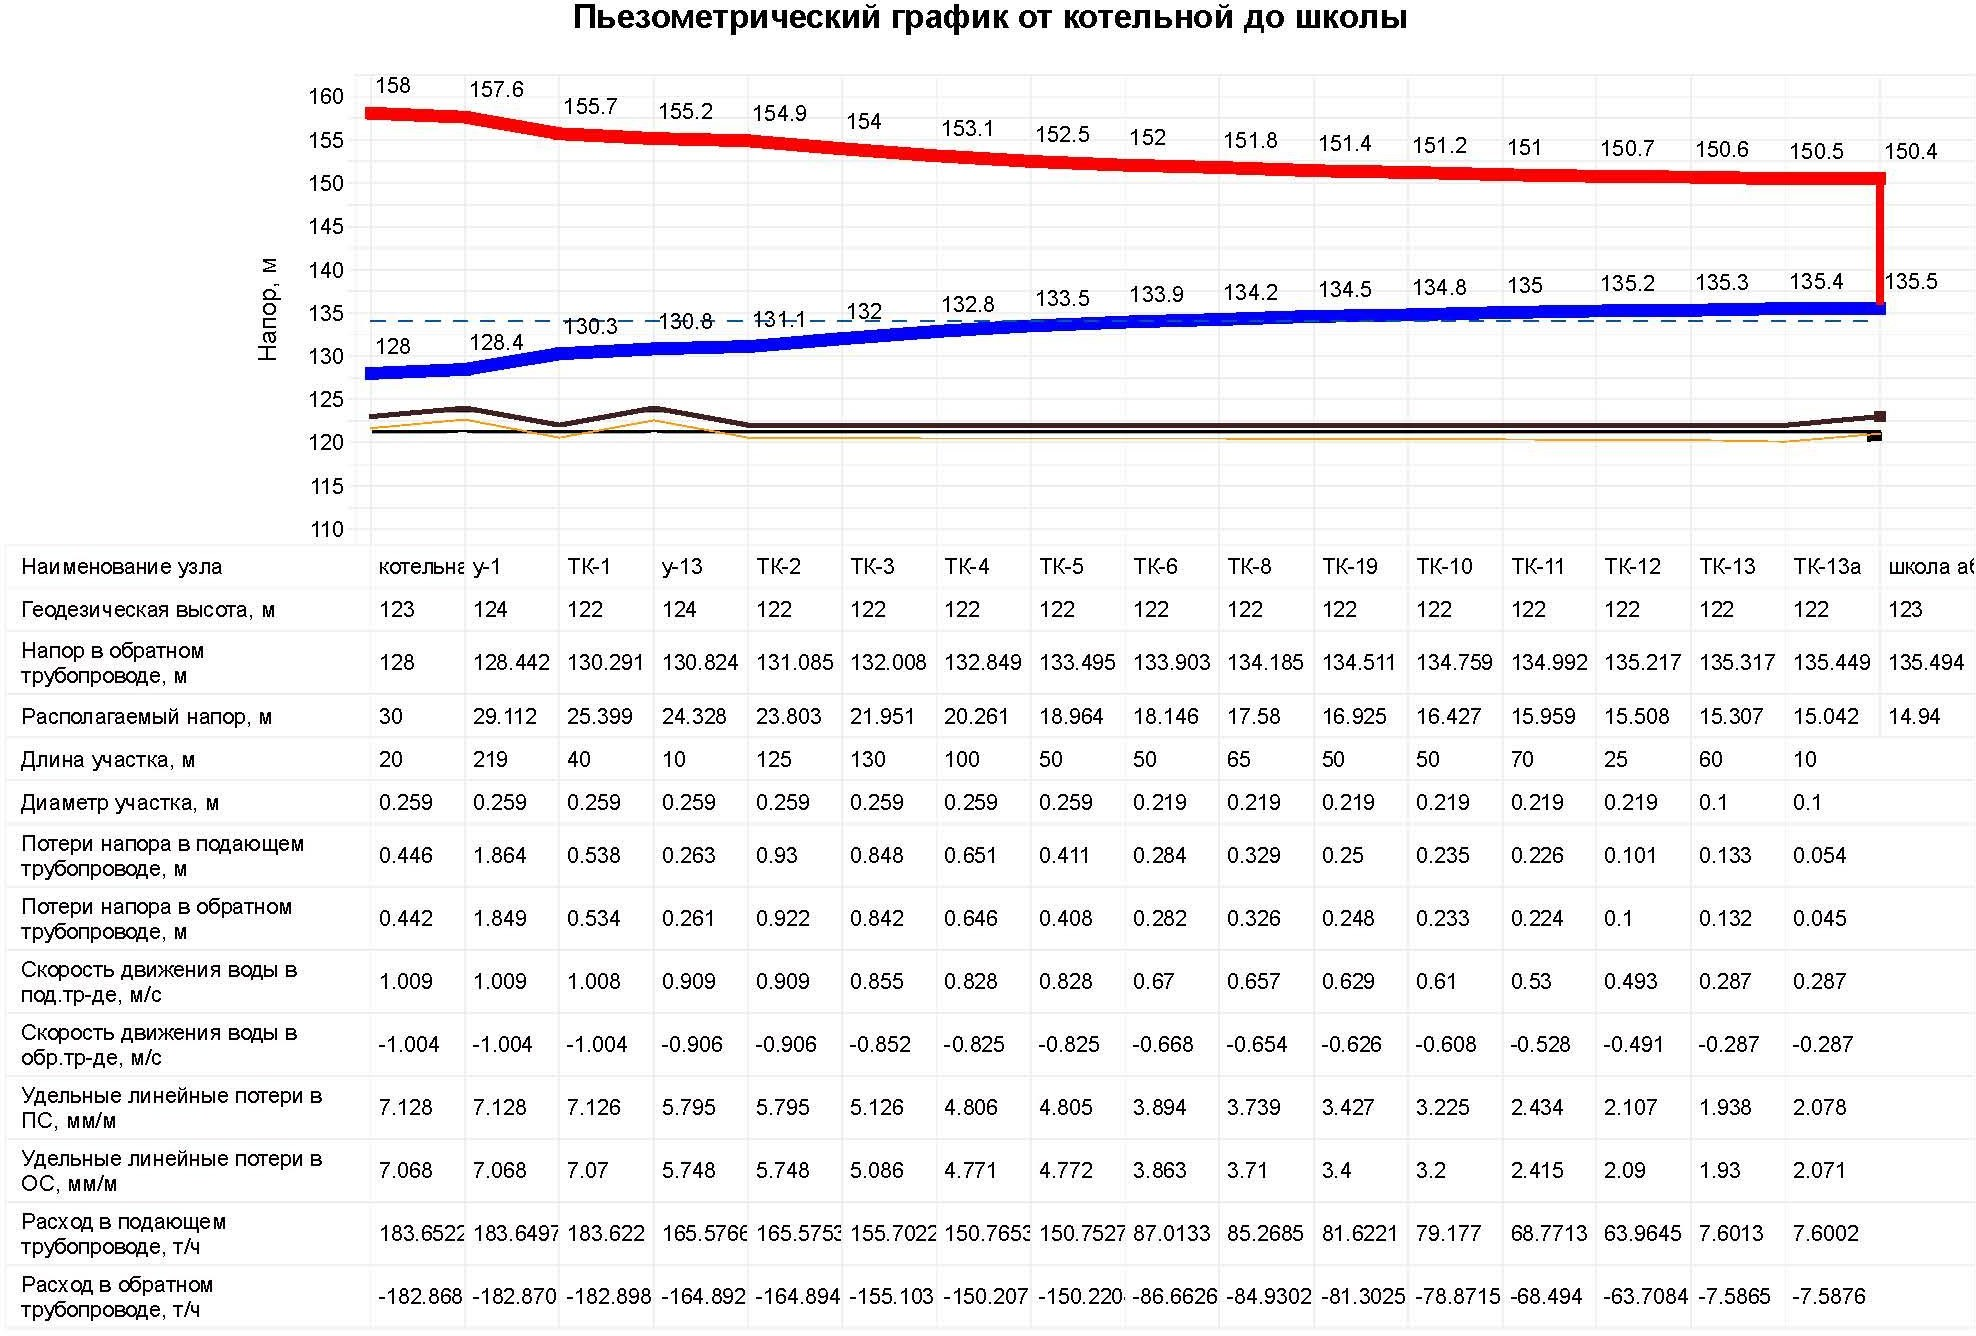 Пьезометрический график от котельной до школы
158 157.6 155.7 155.2 154.9 154 153.1 152.5 152 151.8 151.4 151.2 151 150.7 150.6 150.5 150.4
128 128.4 130.3 130.8 131.1 132 132.8 133.5 133.9 134.2 134.5 134.8 135 135.2 135.3 135.4 135.5
Напор, м
160
155
150
145
140
135
130
125
120
115
110
Наименование узла котельна у-1 ТК-1 у-13 ТК-2 ТК-3 ТК-4 ТК-5 ТК-6 ТК-8 ТК-19 ТК-10 ТК-11 ТК-12 ТК-13 ТК-13а школа аб
Геодезическая высота, м 123 124 122 124 122 122 122 122 122 122 122 122 122 122 122 122 123
Напор в обратном
трубопроводе, м 128 128.442 130.291 130.824 131.085 132.008 132.849 133.495 133.903 134.185 134.511 134.759 134.992 135.217 135.317 135.449 135.494
Располагаемый напор, м 30 29.112 25.399 24.328 23.803 21.951 20.261 18.964 18.146 17.58 16.925 16.427 15.959 15.508 15.307 15.042 14.94
Длина участка, м 20 219 40 10 125 130 100 50 50 65 50 50 70 25 60 10
Диаметр участка, м 0.259 0.259 0.259 0.259 0.259 0.259 0.259 0.259 0.219 0.219 0.219 0.219 0.219 0.219 0.1 0.1
Потери напора в подающем
трубопроводе, м 0.446 1.864 0.538 0.263 0.93 0.848 0.651 0.411 0.284 0.329 0.25 0.235 0.226 0.101 0.133 0.054
Потери напора в обратном
трубопроводе, м 0.442 1.849 0.534 0.261 0.922 0.842 0.646 0.408 0.282 0.326 0.248 0.233 0.224 0.1 0.132 0.045
Скорость движения воды в
под.тр-де, м/с 1.009 1.009 1.008 0.909 0.909 0.855 0.828 0.828 0.67 0.657 0.629 0.61 0.53 0.493 0.287 0.287
Скорость движения воды в
обр.тр-де, м/с -1.004 -1.004 -1.004 -0.906 -0.906 -0.852 -0.825 -0.825 -0.668 -0.654 -0.626 -0.608 -0.528 -0.491 -0.287 -0.287
Удельные линейные потери в
ПС, мм/м 7.128 7.128 7.126 5.795 5.795 5.126 4.806 4.805 3.894 3.739 3.427 3.225 2.434 2.107 1.938 2.078
Удельные линейные потери в
ОС, мм/м 7.068 7.068 7.07 5.748 5.748 5.086 4.771 4.772 3.863 3.71 3.4 3.2 2.415 2.09 1.93 2.071
Расход в подающем
трубопроводе, т/ч 183.6522 183.6497 183.622 165.5766 165.5753 155.7022 150.7653 150.7527 87.0133 85.2685 81.6221 79.177 68.7713 63.9645 7.6013 7.6002
Расход в обратном
трубопроводе, т/ч -182.868 -182.870 -182.898 -164.892 -164.894 -155.103 -150.207 -150.220 -86.6626 -84.9302 -81.3025 -78.8715 -68.494 -63.7084 -7.5865 -7.5876